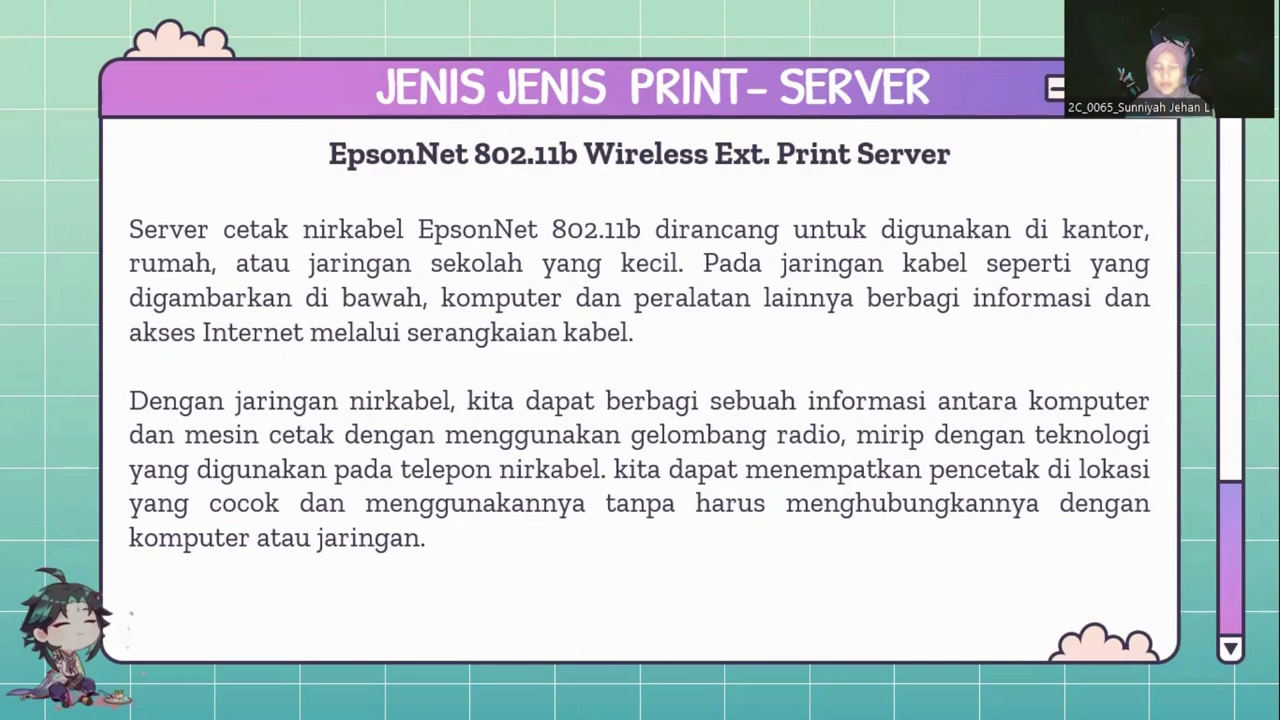 JENIS JENIS PRINT- SERVER
2C_0065_Sunniyah Jehan L
EpsonNet 802.11b Wireless Ext. Print Server
Server cetak nirkabel EpsonNet 802.11b dirancang untuk digunakan di kantor,
rumah, atau jaringan sekolah yang kecil. Pada jaringan kabel seperti yang
digambarkan di bawah, komputer dan peralatan lainnya berbagi informasi dan
akses Internet melalui serangkaian kabel.
Dengan jaringan nirkabel, kita dapat berbagi sebuah informasi antara komputer
dan mesin cetak dengan menggunakan gelombang radio, mirip dengan teknologi
yang digunakan pada telepon nirkabel. kita dapat menempatkan pencetak di lokasi
yang cocok dan menggunakannya tanpa harus menghubungkannya dengan
komputer atau jaringan.